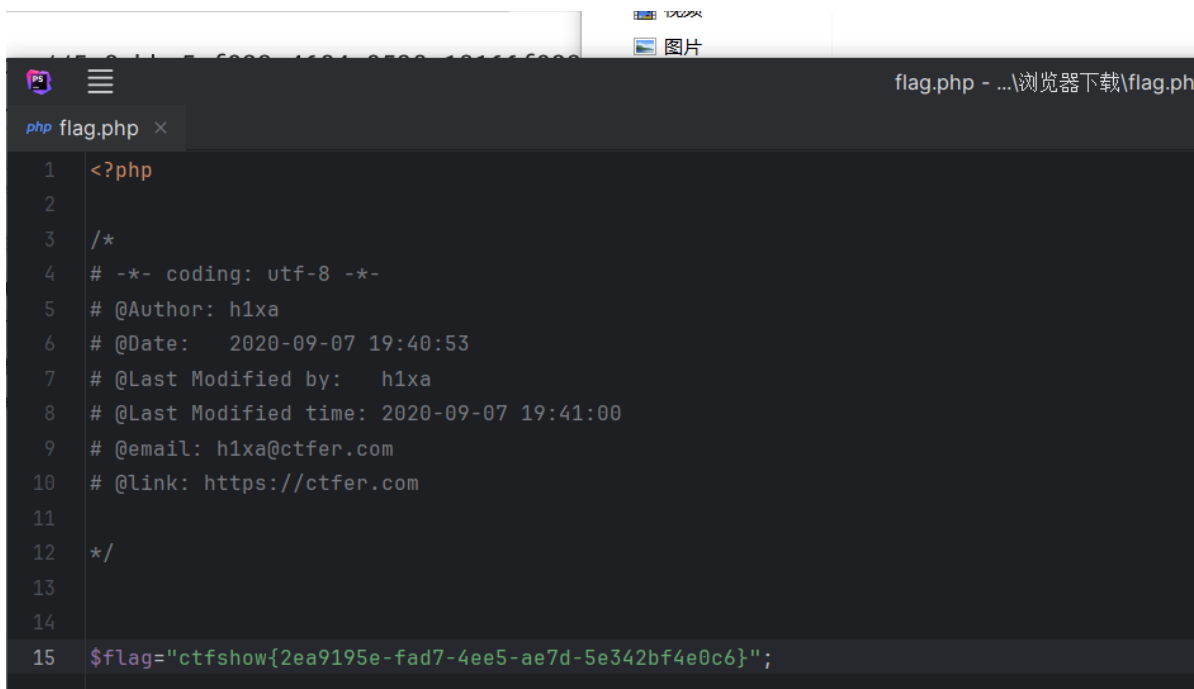 图片
flag.php - ...\浏览器下载\flag.ph
php flag.php ×
1 <?php
2
3 /*
4 # -*- coding: utf-8 -*-
5 # @Author: h1xa
6 # @Date:   2020-09-07 19:40:53
7 # @Last Modified by:   h1xa
8 # @Last Modified time: 2020-09-07 19:41:00
9 # @email: h1xa@ctfer.com
10 # @link: https://ctfer.com
11
12 */
13
14
15 $flag="ctfshow{2ea9195e-fad7-4ee5-ae7d-5e342bf4e0c6}";